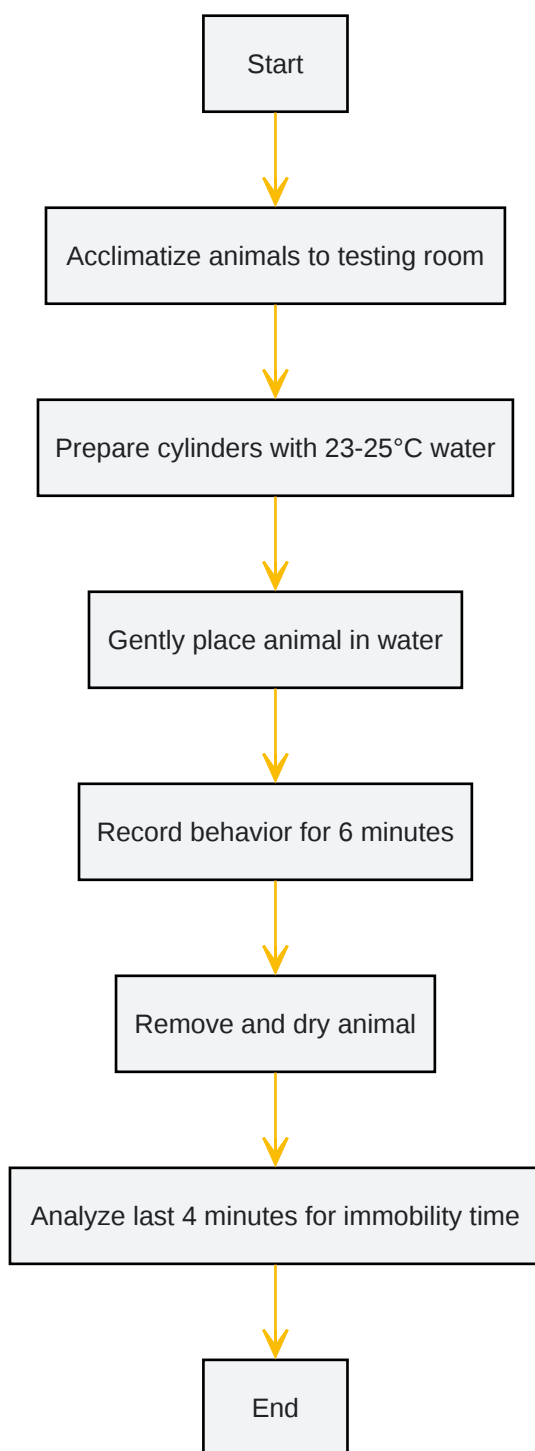 Start
Acclimatize animals to testing room
Prepare cylinders with 23-25°C water
Gently place animal in water
Record behavior for 6 minutes
Remove and dry animal
Analyze last 4 minutes for immobility time
End